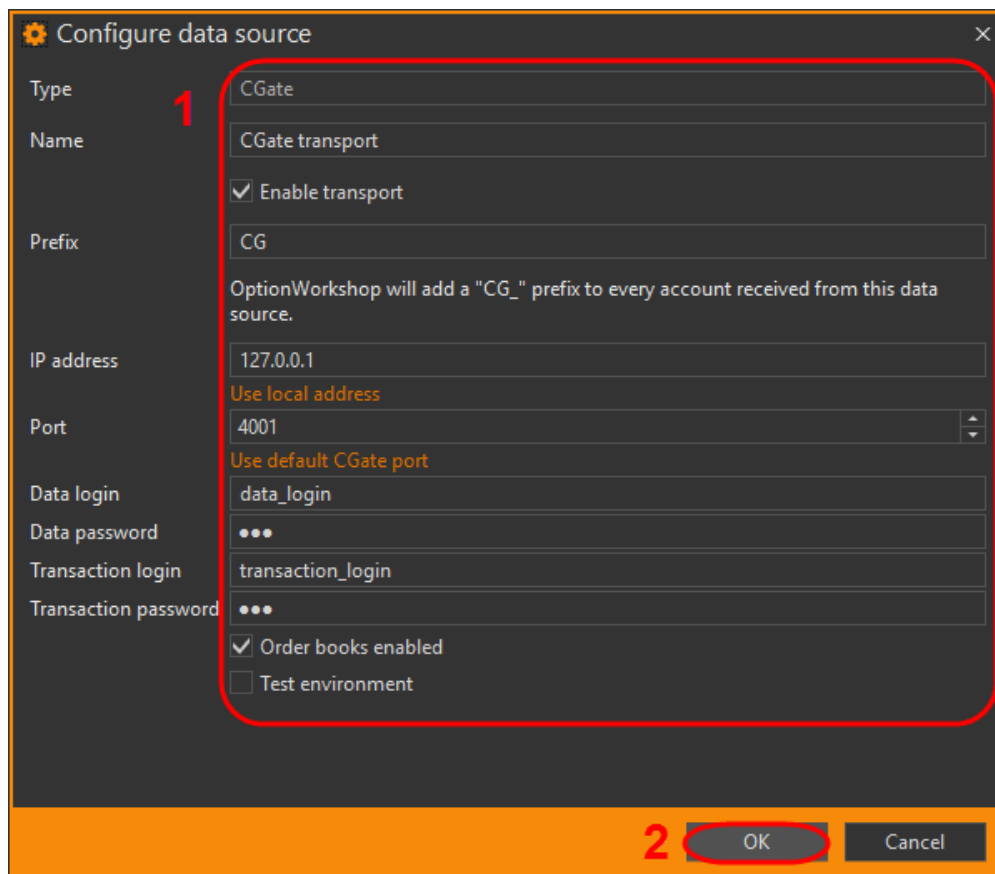 Configure data source
1
Type CGate
Name CGate transport
Enable transport
Prefix CG
OptionWorkshop will add a "CG_" prefix to every account received from this data
source.
IP address 127.0.0.1
Use local address
Port 4001
Use default CGate port
Data login data_login
Data password •••
Transaction login transaction_login
Transaction password •••
Order books enabled
Test environment
2 OK Cancel